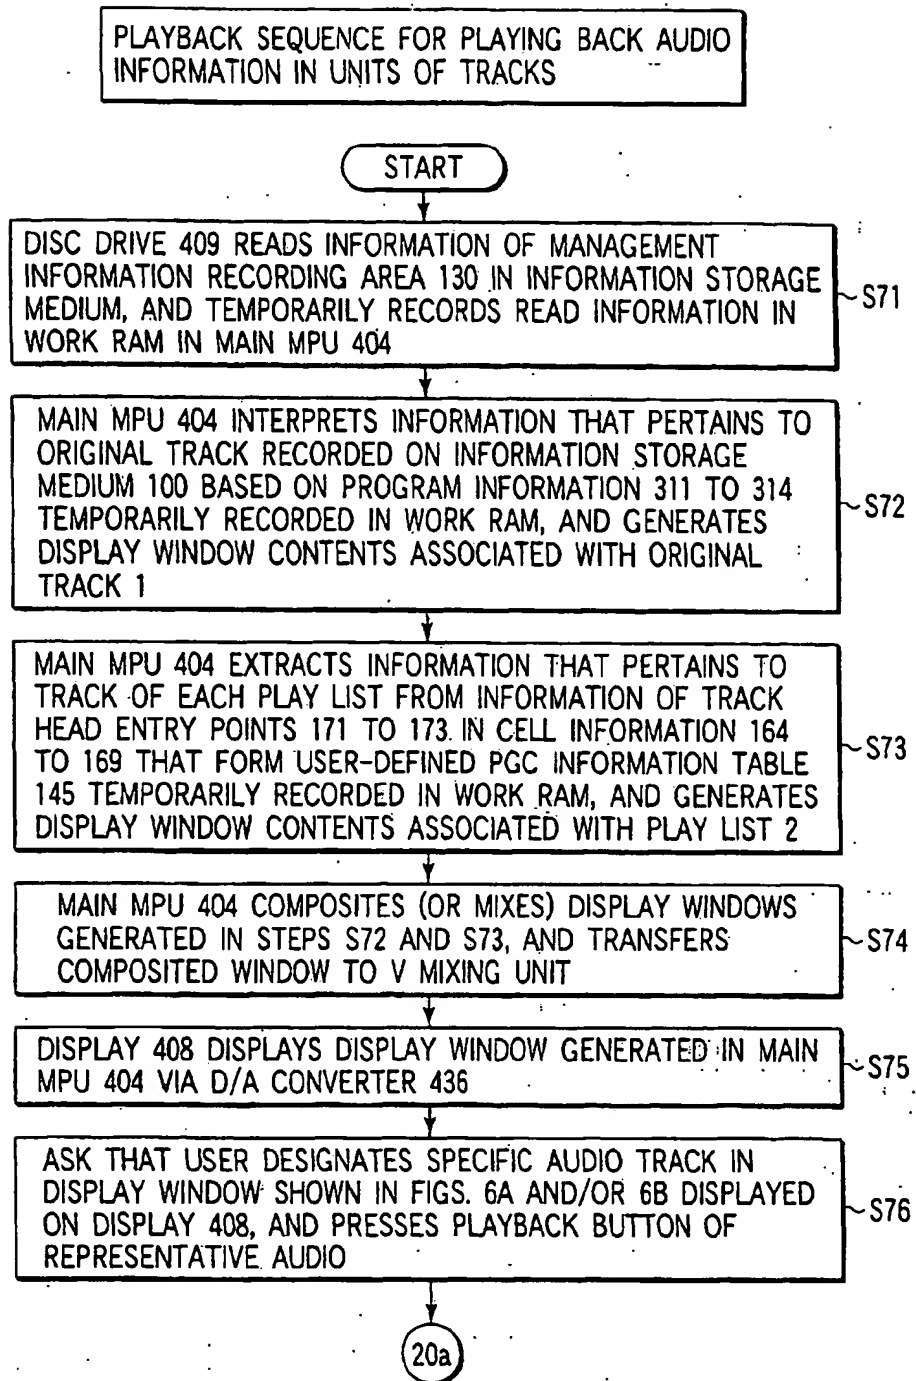 PLAYBACK SEQUENCE FOR PLAYING BACK AUDIO
INFORMATION IN UNITS OF TRACKS
START
DISC DRIVE 409 READS INFORMATION OF MANAGEMENT
INFORMATION RECORDING AREA 130 IN INFORMATION STORAGE
MEDIUM, AND TEMPORARILY RECORDS READ INFORMATION IN
WORK RAM IN MAIN MPU 404
S71
MAIN MPU 404 INTERPRETS INFORMATION THAT PERTAINS TO
ORIGINAL TRACK RECORDED ON INFORMATION STORAGE
MEDIUM 100 BASED ON PROGRAM INFORMATION 311 TO 314
TEMPORARILY RECORDED IN WORK RAM, AND GENERATES
DISPLAY WINDOW CONTENTS ASSOCIATED WITH ORIGINAL
TRACK 1
S72
MAIN MPU 404 EXTRACTS INFORMATION THAT PERTAINS TO
TRACK OF EACH PLAY LIST FROM INFORMATION OF TRACK
HEAD ENTRY POINTS 171 TO 173 IN CELL INFORMATION 164
TO 169 THAT FORM USER-DEFINED PGC INFORMATION TABLE
145 TEMPORARILY RECORDED IN WORK RAM, AND GENERATES
DISPLAY WINDOW CONTENTS ASSOCIATED WITH PLAY LIST 2
S73
MAIN MPU 404 COMPOSITES (OR MIXES) DISPLAY WINDOWS
GENERATED IN STEPS S72 AND S73, AND TRANSFERS
COMPOSITED WINDOW TO V MIXING UNIT
S74
DISPLAY 408 DISPLAYS DISPLAY WINDOW GENERATED IN MAIN
MPU 404 VIA D/A CONVERTER 436
S75
ASK THAT USER DESIGNATES SPECIFIC AUDIO TRACK IN
DISPLAY WINDOW SHOWN IN FIGS. 6A AND/OR 6B DISPLAYED
ON DISPLAY 408, AND PRESSES PLAYBACK BUTTON OF
REPRESENTATIVE AUDIO
S76
20a